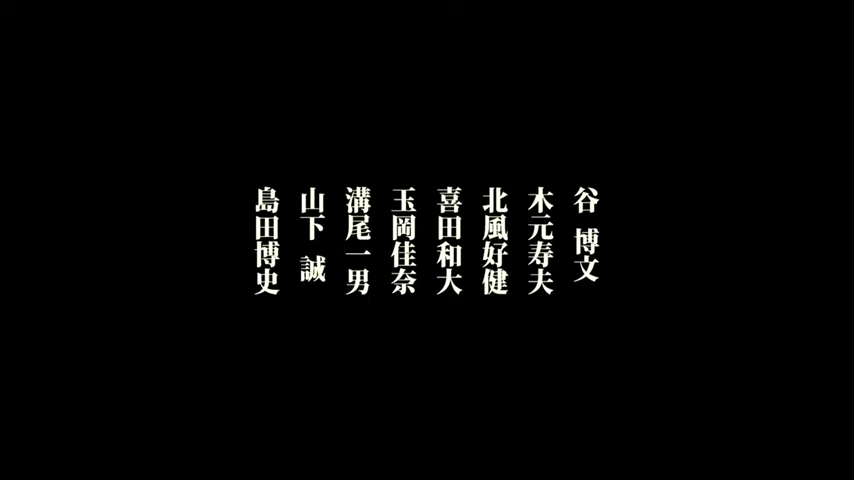 谷 博文
木元寿夫
北風好健
喜田和大
玉岡佳奈
溝尾一男
山下 誠
島田博史